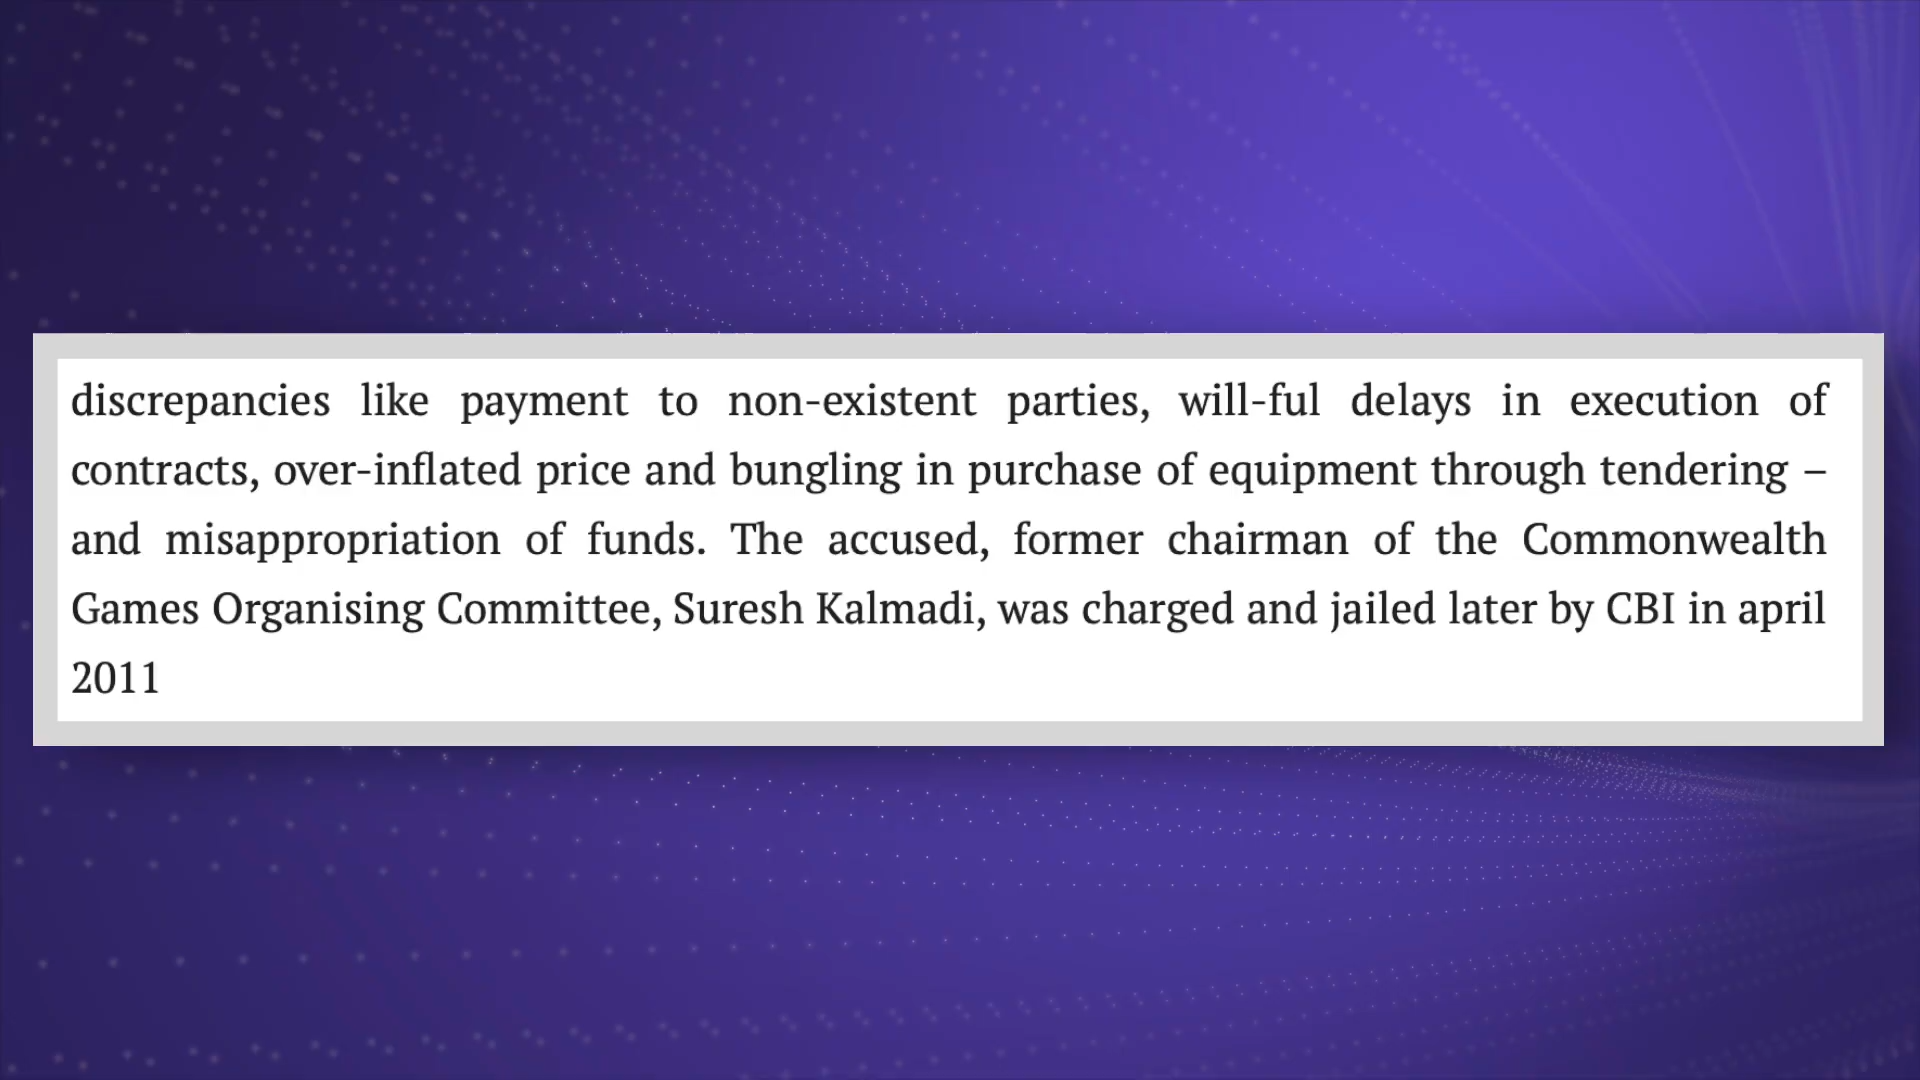 discrepancies like payment to non-existent parties, will-ful delays in execution of
contracts, over-inflated price and bungling in purchase of equipment through tendering –
and misappropriation of funds. The accused, former chairman of the Commonwealth
Games Organising Committee, Suresh Kalmadi, was charged and jailed later by CBI in april
2011